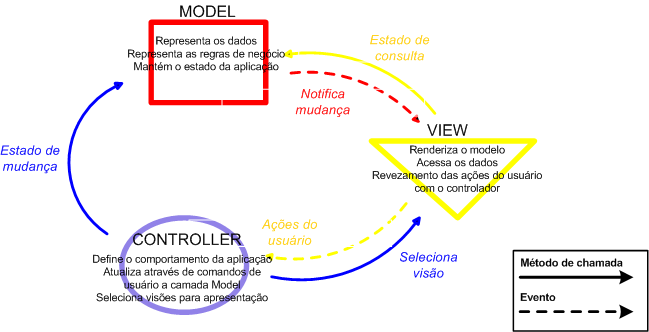 MODEL
Representa os dados
Representa as regras de negócio
Mantém o estado da aplicação
Estado de
consulta
Notifica
mudança
VIEW
Renderiza o modelo
Acessa os dados
Revezamento das ações do usuário
com o controlador
Estado de
mudança
Ações do
usuário
CONTROLLER
Define o comportamento da aplicação
Atualiza através de comandos de
usuário a camada Model
Seleciona visões para apresentação
Seleciona
visão
Método de chamada
Evento